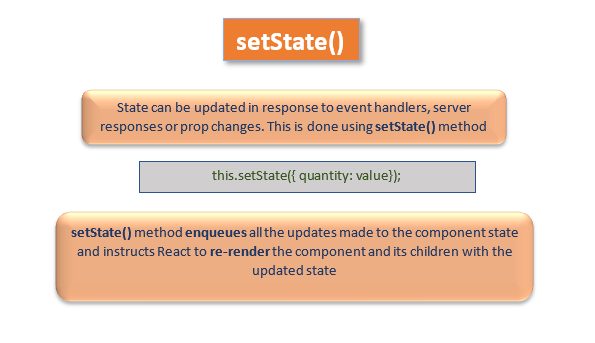 setState()
State can be updated in response to event handlers, server
responses or prop changes. This is done using setState() method
this.setState({ quantity: value});
setState() method enqueues all the updates made to the component state
and instructs React to re-render the component and its children with the
updated state